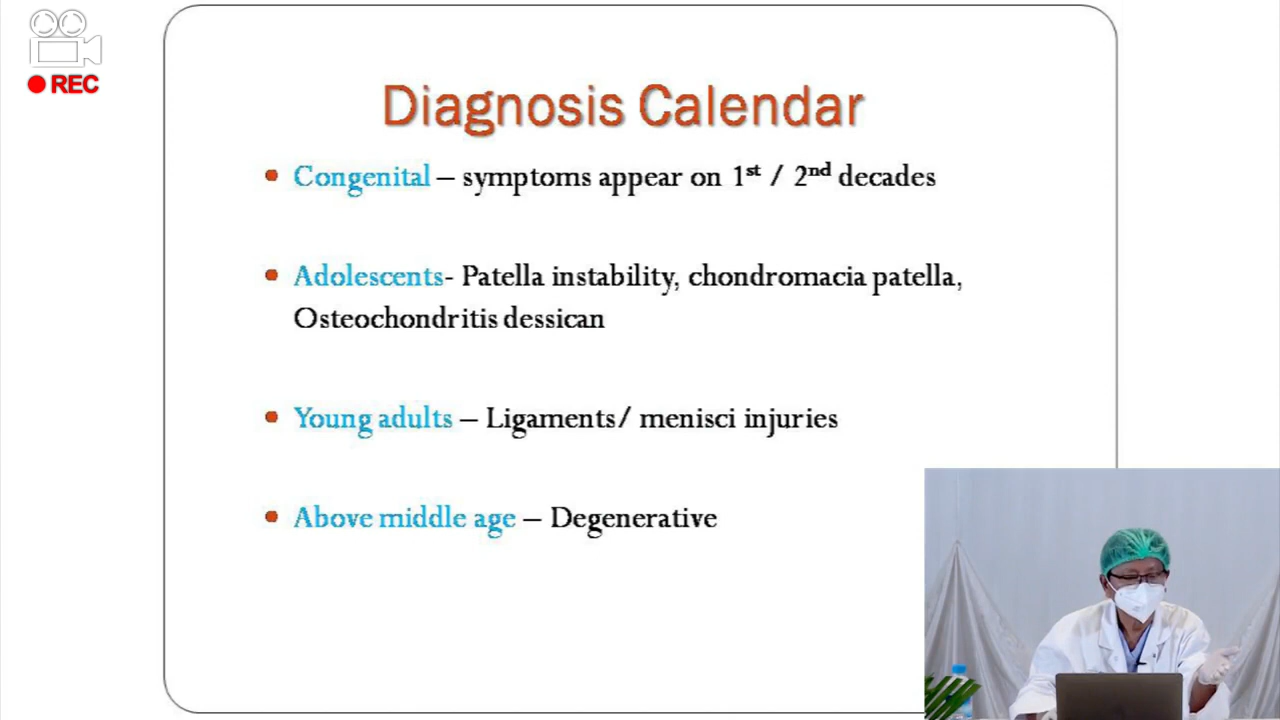 REC
Diagnosis Calendar
• Congenital – symptoms appear on 1st / 2nd decades
• Adolescents- Patella instability, chondromacia patella,
Osteochondritis dessican
• Young adults – Ligaments/ menisci injuries
• Above middle age – Degenerative